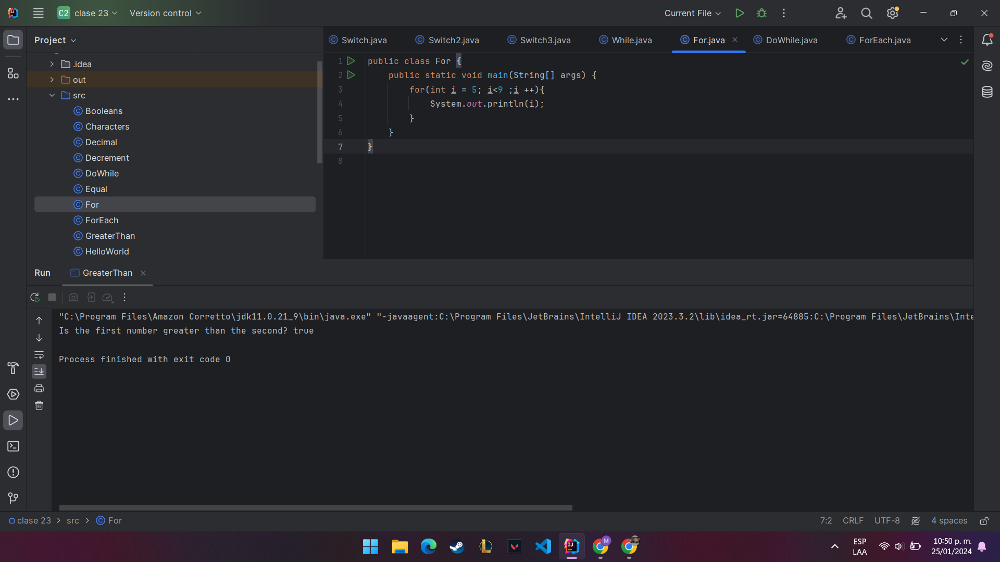 C2 clase 23 Version control Current File
Project
Switch.java Switch2.java Switch3.java While.java For.java DoWhile.java ForEach.java
.idea
out
src
Booleans
Characters
Decimal
Decrement
DoWhile
Equal
For
ForEach
GreaterThan
HelloWorld
1 public class For {
2 public static void main(String[] args) {
3 for(int i = 5; i<9 ;i ++){
4 System.out.println(i);
5 }
6 }
7 }
8
Run GreaterThan
"C:\Program Files\Amazon Corretto\jdk11.0.21_9\bin\java.exe" "-javaagent:C:\Program Files\JetBrains\IntelliJ IDEA 2023.3.2\lib\idea_rt.jar=64885:C:\Program Files\JetBrains\Inte
Is the first number greater than the second? true
Process finished with exit code 0
clase 23 > src > For 7:2 CRLF UTF-8 4 spaces
ESP
LAA
10:50 p. m.
25/01/2024